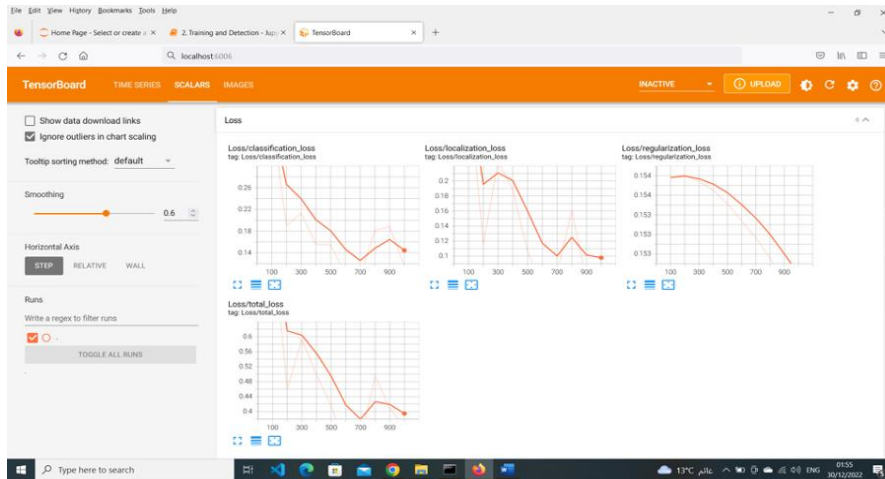 File Edit View History Bookmarks Tools Help
Home Page - Select or create a
2. Training and Detection - Jup
TensorBoard
localhost:6006
TensorBoard
TIME SERIES SCALARS IMAGES
INACTIVE
UPLOAD
Show data download links
Ignore outliers in chart scaling
Tooltip sorting method: default
Smoothing
0.6
Horizontal Axis
STEP RELATIVE WALL
Runs
Write a regex to filter runs
.
TOGGLE ALL RUNS
.
Loss
Loss/classification_loss
tag: Loss/classification_loss
0.26
0.22
0.18
0.14
100 300 500 700 900
Loss/localization_loss
tag: Loss/localization_loss
0.2
0.18
0.16
0.14
0.12
0.1
100 300 500 700 900
Loss/regularization_loss
tag: Loss/regularization_loss
0.154
0.154
0.153
0.153
0.153
100 300 500 700 900
Loss/total_loss
tag: Loss/total_loss
0.6
0.56
0.52
0.48
0.44
0.4
100 300 500 700 900
Type here to search
13°C غائم
ENG
01:55
30/12/2022